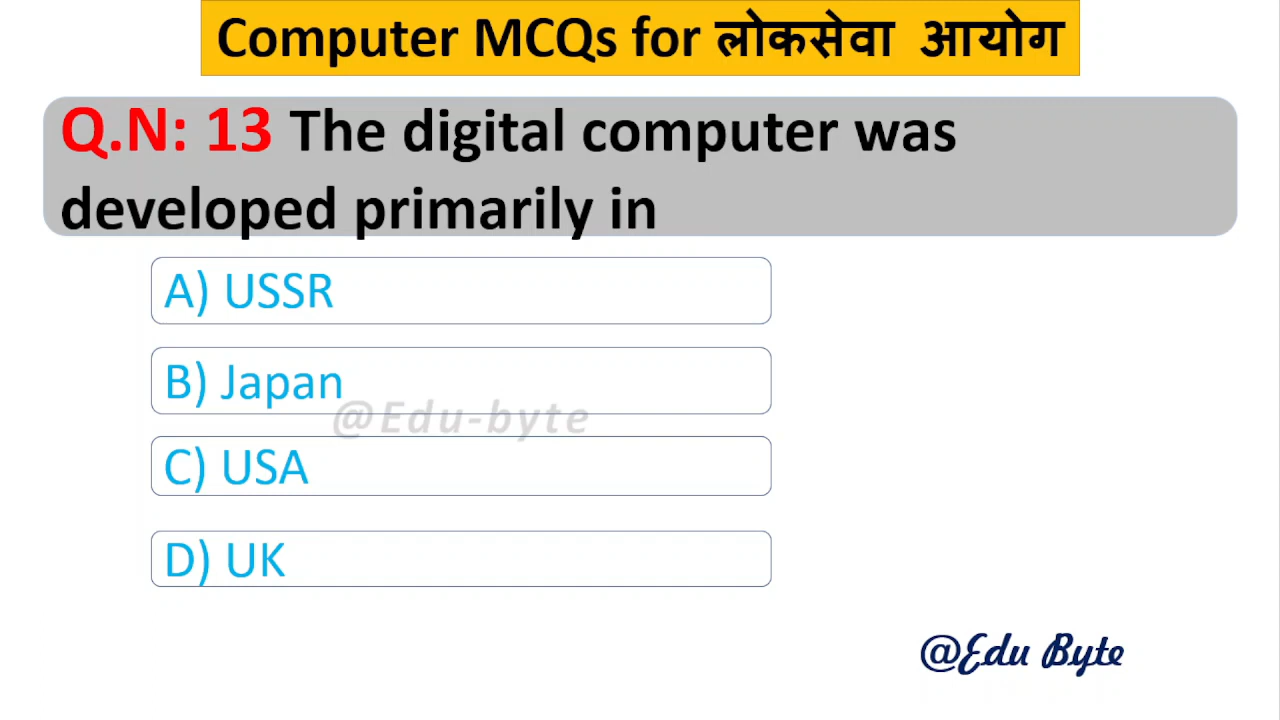 Computer MCQs for लोकसेवा आयोग
Q.N: 13 The digital computer was
developed primarily in
A) USSR
B) Japan
@Edu-byte
C) USA
D) UK
@Edu Byte